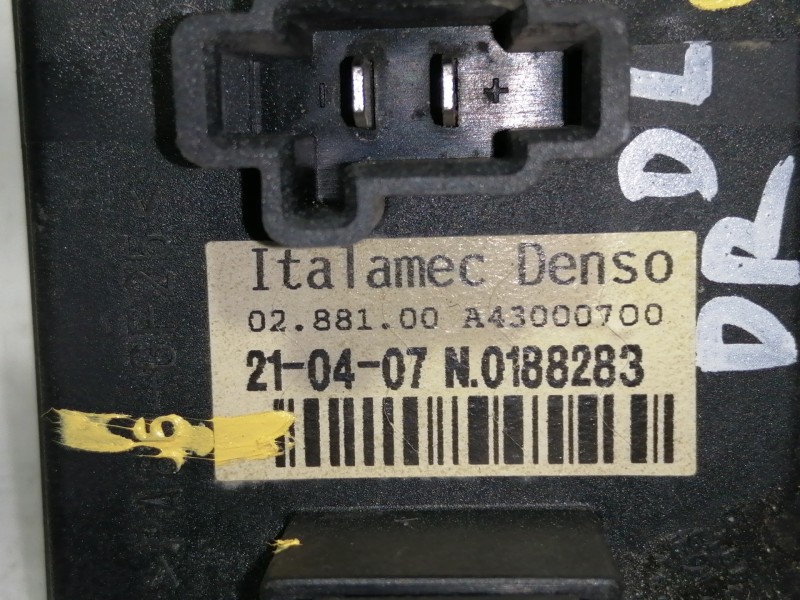 - +
DL
DR
Italamec Denso
02.881.00 A43000700
21-04-07 N.0188283